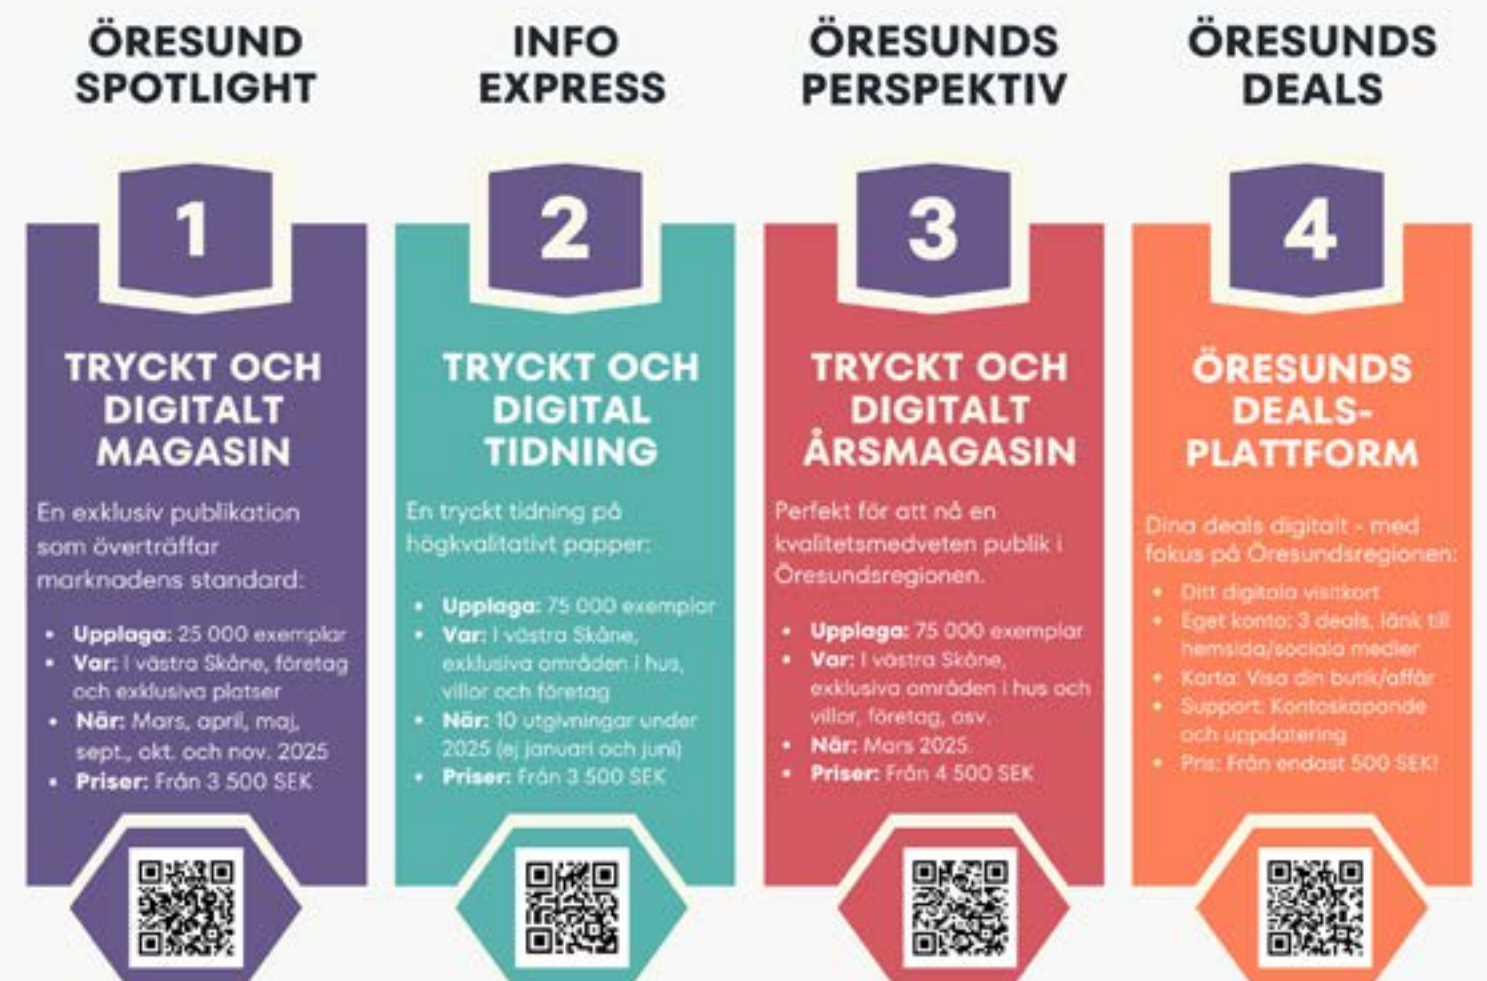 ÖRESUND
SPOTLIGHT
1
TRYCKT OCH
DIGITALT
MAGASIN
En exklusiv publikation
som överträffar
marknadens standard:
• Upplaga: 25 000 exemplar
• Var: I västra Skåne, företag
och exklusiva platser
• När: Mars, april, maj,
sept., okt. och nov. 2025
• Priser: Från 3 500 SEK
INFO
EXPRESS
2
TRYCKT OCH
DIGITAL
TIDNING
En tryckt tidning på
högkvalitativt papper:
• Upplaga: 75 000 exemplar
• Var: I västra Skåne,
exklusiva områden i hus,
villor och företag
• När: 10 utgivningar under
2025 (ej januari och juni)
• Priser: Från 3 500 SEK
ÖRESUNDS
PERSPEKTIV
3
TRYCKT OCH
DIGITALT
ÅRSMAGASIN
Perfekt för att nå en
kvalitetsmedveten publik i
Öresundsregionen.
• Upplaga: 75 000 exemplar
• Var: I västra Skåne,
exklusiva områden i hus och
villor, företag, osv.
• När: Mars 2025.
• Priser: Från 4 500 SEK
ÖRESUNDS
DEALS
4
ÖRESUNDS
DEALS-
PLATTFORM
Dina deals digitalt - med
fokus på Öresundsregionen:
• Ditt digitala visitkort
• Eget konto: 3 deals, länk till
hemsida/sociala medier
• Karta: Visa din butik/affär
• Support: Kontoskapande
och uppdatering
• Pris: Från endast 500 SEK!